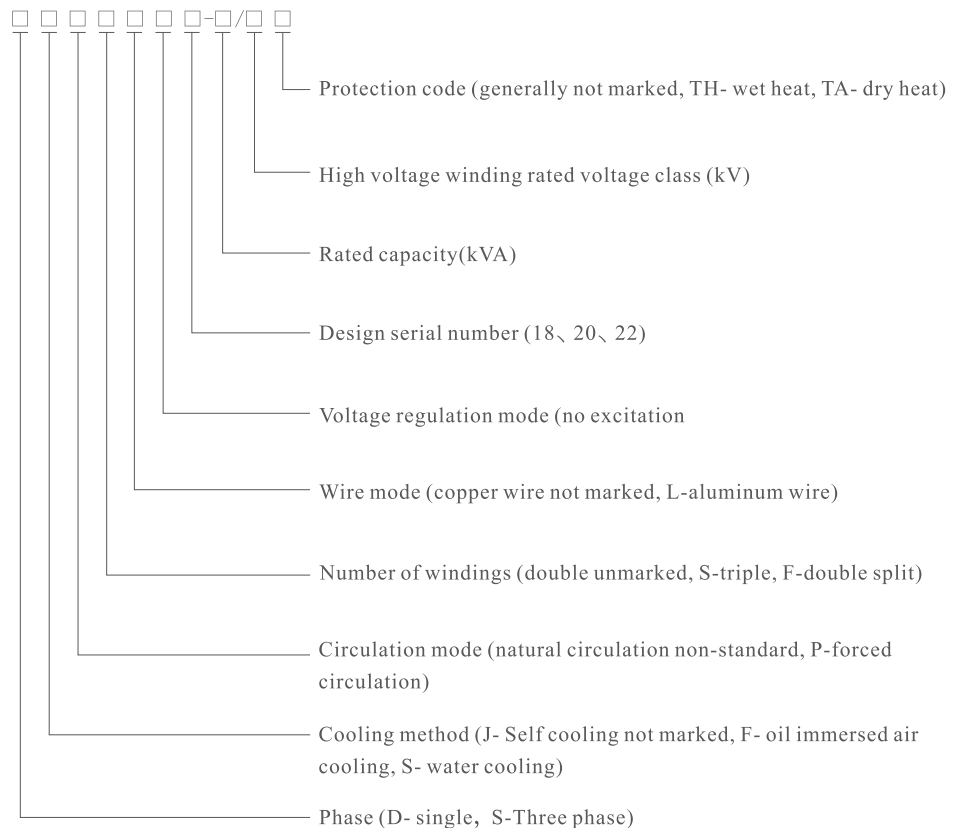 □□□□□□□-□/□□
Protection code (generally not marked, TH- wet heat, TA- dry heat)
High voltage winding rated voltage class (kV)
Rated capacity(kVA)
Design serial number (18、20、22)
Voltage regulation mode (no excitation
Wire mode (copper wire not marked, L-aluminum wire)
Number of windings (double unmarked, S-triple, F-double split)
Circulation mode (natural circulation non-standard, P-forced
circulation)
Cooling method (J- Self cooling not marked, F- oil immersed air
cooling, S- water cooling)
Phase (D- single，S-Three phase)